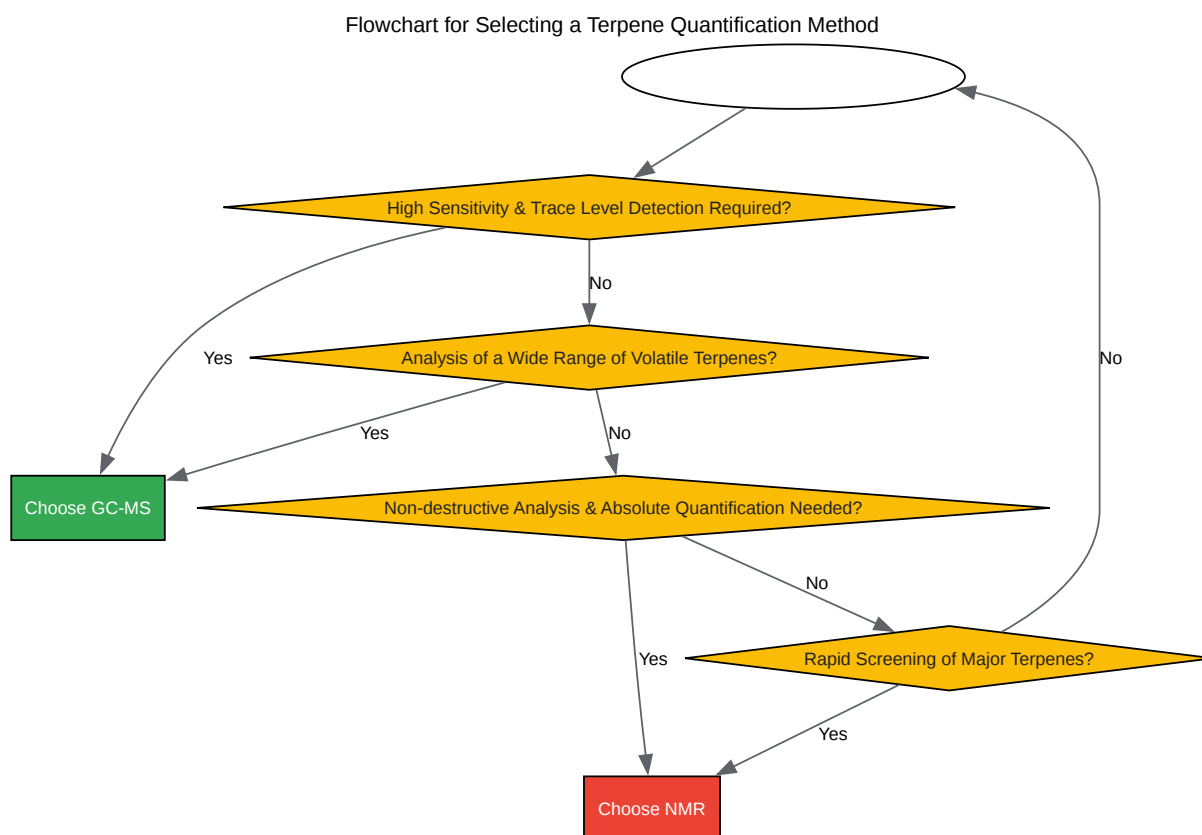 Flowchart for Selecting a Terpene Quantification Method
High Sensitivity & Trace Level Detection Required?
No
Yes
Analysis of a Wide Range of Volatile Terpenes?
No
Yes
No
Choose GC-MS
Non-destructive Analysis & Absolute Quantification Needed?
No
Yes
Rapid Screening of Major Terpenes?
Yes
Choose NMR